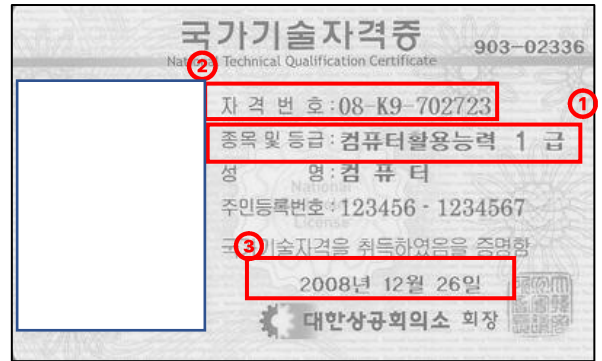 국가기술자격증
903-02336
National Technical Qualification Certificate
②
①
자 격 번 호:08-K9-702723
종목 및 등급:컴퓨터활용능력 1 급
성 명:컴 퓨 터
National
주민등록번호:123456 - 1234567
License
③
국가기술자격을 취득하였음을 증명함
2008년 12월 26일
대한상공회의소 회장